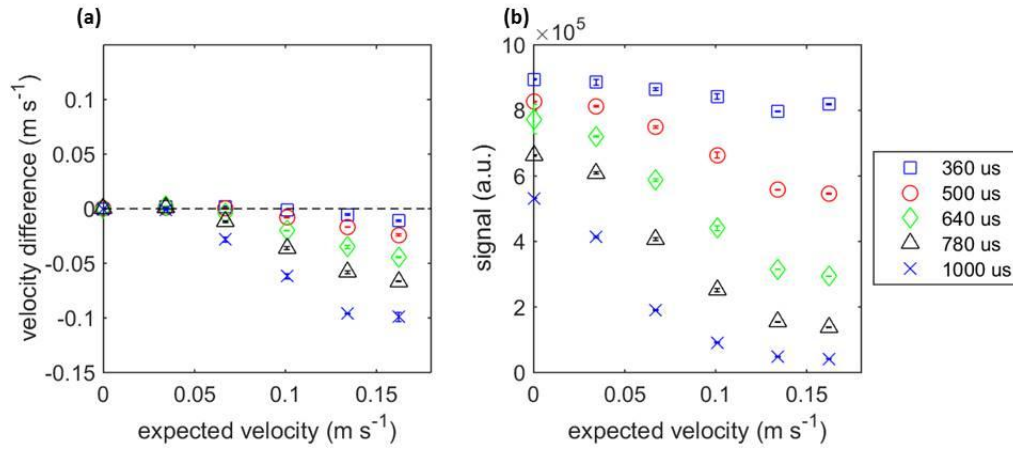 (a)
velocity difference (m s⁻¹)
0.1
0.05
0
-0.05
-0.1
-0.15
0
0.05
0.1
0.15
expected velocity (m s⁻¹)
(b)
×10⁵
signal (a.u.)
10
8
6
4
2
0
0
0.05
0.1
0.15
expected velocity (m s⁻¹)
360 us
500 us
640 us
780 us
1000 us